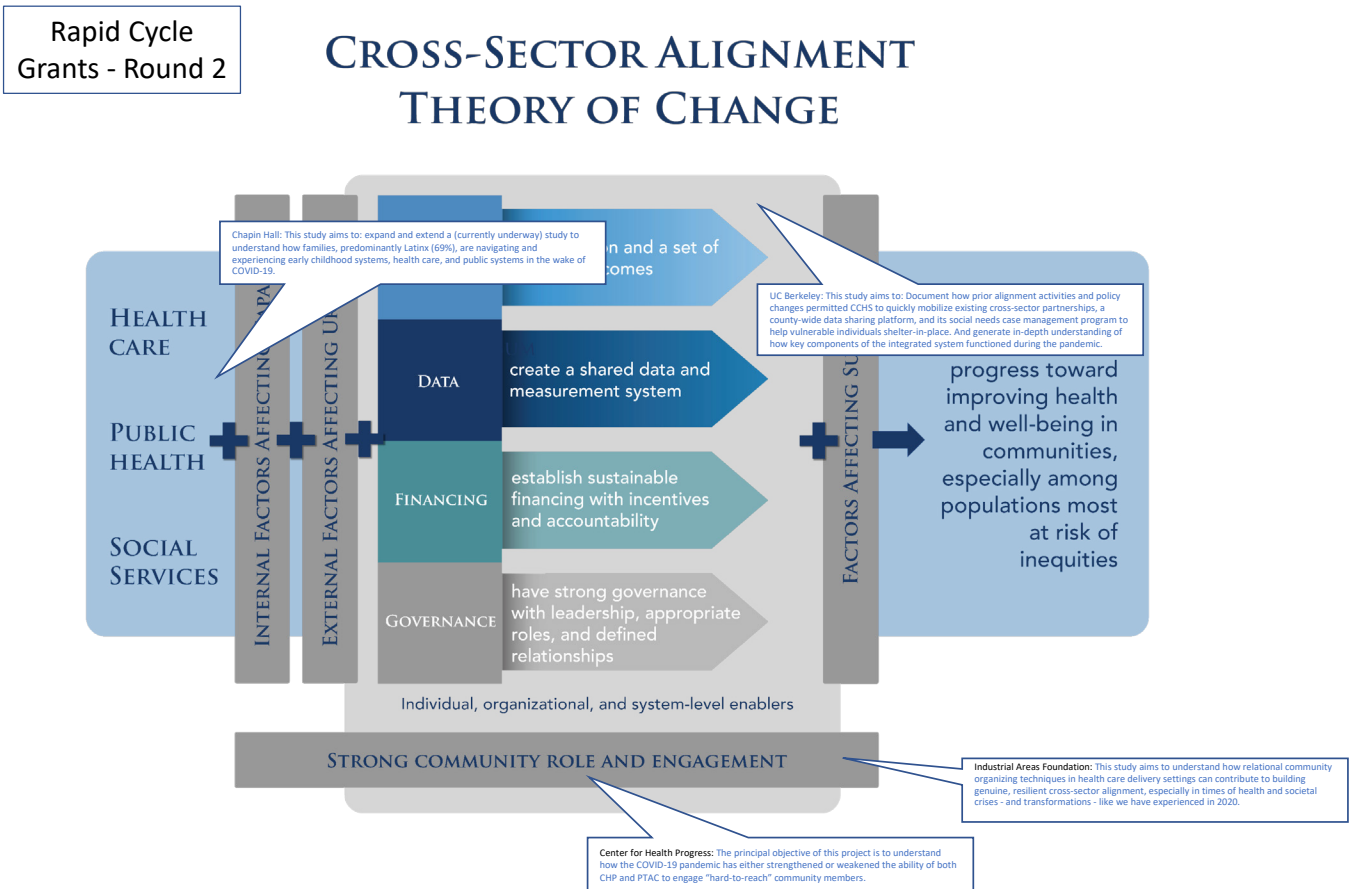 Rapid Cycle
Grants - Round 2
CROSS-SECTOR ALIGNMENT
THEORY OF CHANGE
Chapin Hall: This study aims to: expand and extend a (currently underway) study to
understand how families, predominantly Latinx (69%), are navigating and
experiencing early childhood systems, health care, and public systems in the wake of
COVID-19.
and a set of
UC Berkeley: This study aims to: Document how prior alignment activities and policy
changes permitted CCHS to quickly mobilize existing cross-sector partnerships, a
county-wide data sharing platform, and its social needs case management program to
help vulnerable individuals shelter-in-place. And generate in-depth understanding of
how key components of the integrated system functioned during the pandemic.
HEALTH
CARE
PUBLIC
HEALTH
SOCIAL
SERVICES
INTERNAL FACTORS AFFECTING
EXTERNAL FACTORS AFFECTING
DATA
create a shared data and
measurement system
FINANCING
establish sustainable
financing with incentives
and accountability
GOVERNANCE
have strong governance
with leadership, appropriate
roles, and defined
relationships
FACTORS AFFECTING
progress toward
improving health
and well-being in
communities,
especially among
populations most
at risk of
inequities
Individual, organizational, and system-level enablers
STRONG COMMUNITY ROLE AND ENGAGEMENT
Industrial Areas Foundation: This study aims to understand how relational community
organizing techniques in health care delivery settings can contribute to building
genuine, resilient cross-sector alignment, especially in times of health and societal
crises - and transformations - like we have experienced in 2020.
Center for Health Progress: The principal objective of this project is to understand
how the COVID-19 pandemic has either strengthened or weakened the ability of both
CHP and PTAC to engage "hard-to-reach" community members.